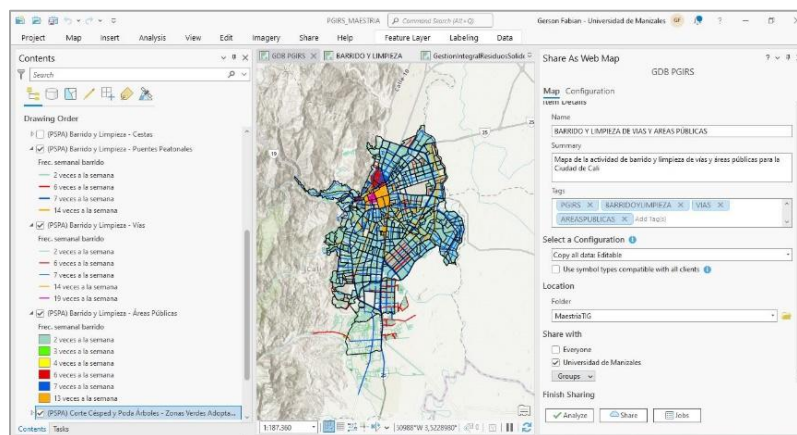 PGIRS_MAESTRIA
Command Search (Alt+Q)
Gerson Fabian - Universidad de Manizales
GF
Project
Map
Insert
Analysis
View
Edit
Imagery
Share
Help
Feature Layer
Labeling
Data
Contents
Search
Drawing Order
(PSPA) Barrido y Limpieza - Cestas
(PSPA) Barrido y Limpieza - Puentes Peatonales
Frec. semanal barrido
2 veces a la semana
6 veces a la semana
7 veces a la semana
14 veces a la semana
(PSPA) Barrido y Limpieza - Vías
Frec. semanal barrido
2 veces a la semana
6 veces a la semana
7 veces a la semana
14 veces a la semana
19 veces a la semana
(PSPA) Barrido y Limpieza - Áreas Públicas
Frec. semanal barrido
2 veces a la semana
3 veces a la semana
4 veces a la semana
6 veces a la semana
7 veces a la semana
13 veces a la semana
(PSPA) Corte Césped y Poda Árboles - Zonas Verdes Adopta...
Contents Tasks
GDB PGIRS
BARRIDO Y LIMPIEZA
GestionIntegralResiduosSolido
1:187.360
Share As Web Map
GDB PGIRS
Map Configuration
Item Details
Name
BARRIDO Y LIMPIEZA DE VIAS Y AREAS PÚBLICAS
Summary
Mapa de la actividad de barrido y limpieza de vías y áreas públicas para la
Ciudad de Cali
Tags
PGIRS
BARRIDOYLIMPIEZA
VIAS
AREASPUBLICAS
Add Tag(s)
Select a Configuration
Copy all data: Editable
Use symbol types compatible with all clients
Location
Folder
MaestriaTIG
Share with
Everyone
Universidad de Manizales
Groups
Finish Sharing
Analyze
Share
Jobs